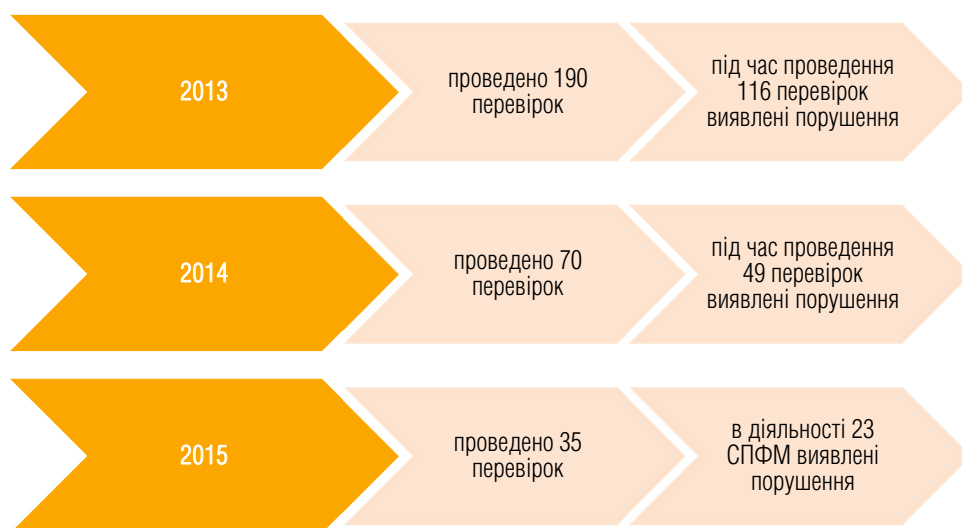 2013
проведено 190
перевірок
під час проведення
116 перевірок
виявлені порушення
2014
проведено 70
перевірок
під час проведення
49 перевірок
виявлені порушення
2015
проведено 35
перевірок
в діяльності 23
СПФМ виявлені
порушення